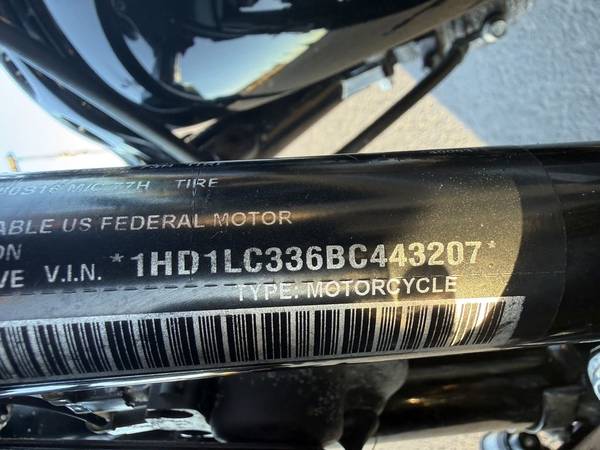 TIRE
ABLE US FEDERAL MOTOR
ON
VE V.I.N. *1HD1LC336BC443207*
TYPE: MOTORCYCLE